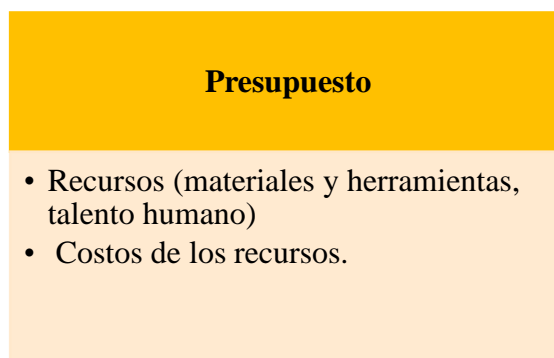 Presupuesto
• Recursos (materiales y herramientas,
talento humano)
• Costos de los recursos.